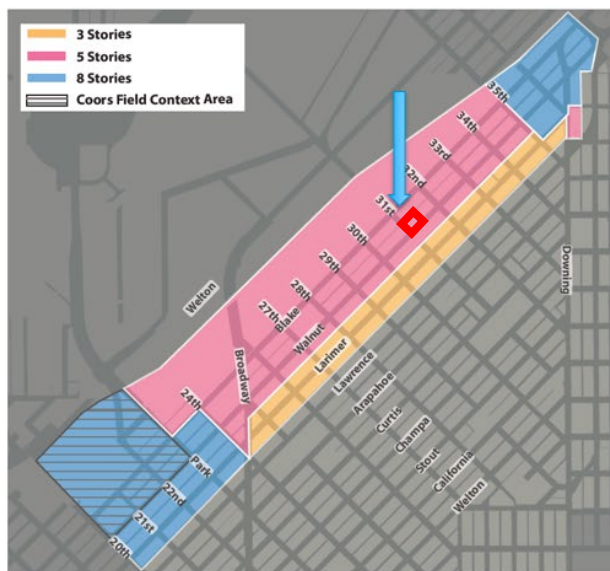 3 Stories
5 Stories
8 Stories
Coors Field Context Area
35th
34th
33rd
32nd
31st
30th
29th
28th
27th
Blake
Walnut
Welton
Broadway
Larimer
Lawrence
Arapahoe
Curtis
Champa
Stout
California
Welton
Downing
24th
Park
22nd
21st
20th